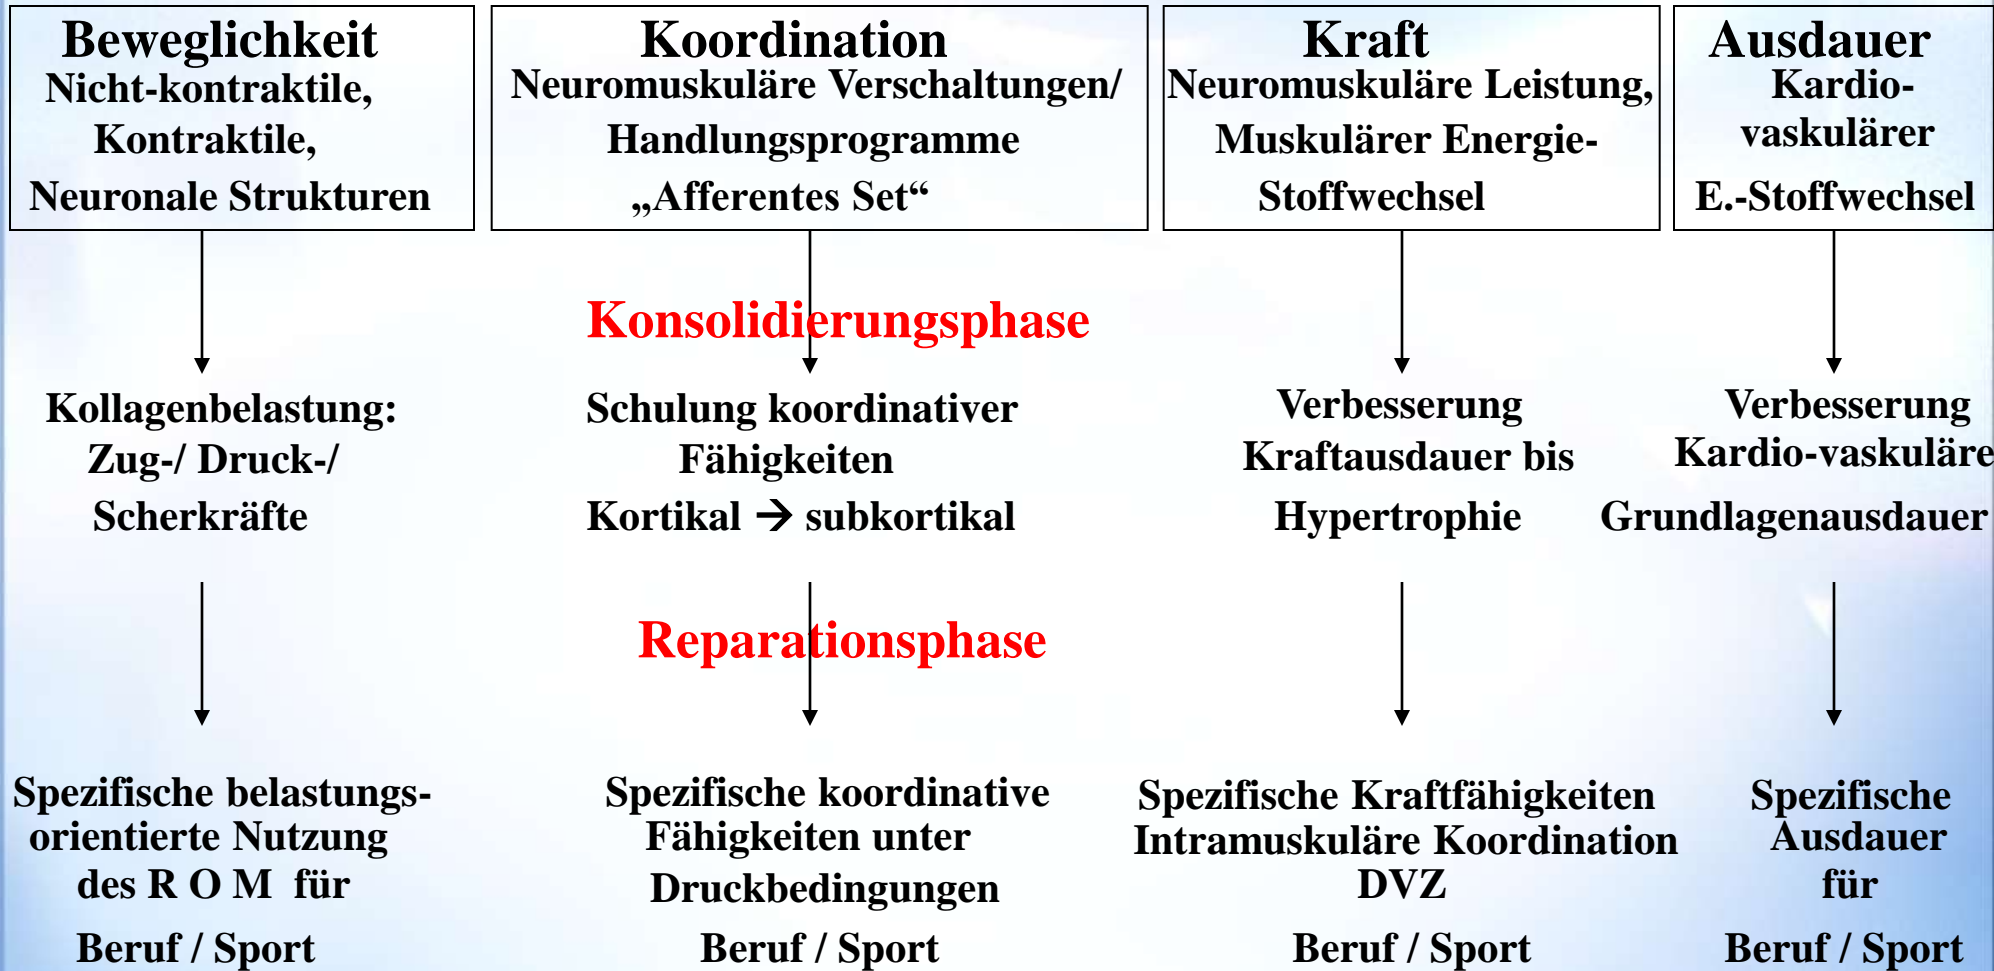 Beweglichkeit
Nicht-kontraktile,
Kontraktile,
Neuronale Strukturen
Koordination
Neuromuskuläre Verschaltungen/
Handlungsprogramme
„Afferentes Set“
Kraft
Neuromuskuläre Leistung,
Muskulärer Energie-
Stoffwechsel
Ausdauer
Kardio-
vaskulärer
E.-Stoffwechsel
Konsolidierungsphase
Kollagenbelastung:
Zug-/ Druck-/
Scherkräfte
Schulung koordinativer
Fähigkeiten
Kortikal → subkortikal
Verbesserung
Kraftausdauer bis
Hypertrophie
Verbesserung
Kardio-vaskuläre
Grundlagenausdauer
Reparationsphase
Spezifische belastungs-
orientierte Nutzung
des R O M für
Beruf / Sport
Spezifische koordinative
Fähigkeiten unter
Druckbedingungen
Beruf / Sport
Spezifische Kraftfähigkeiten
Intramuskuläre Koordination
DVZ
Beruf / Sport
Spezifische
Ausdauer
für
Beruf / Sport